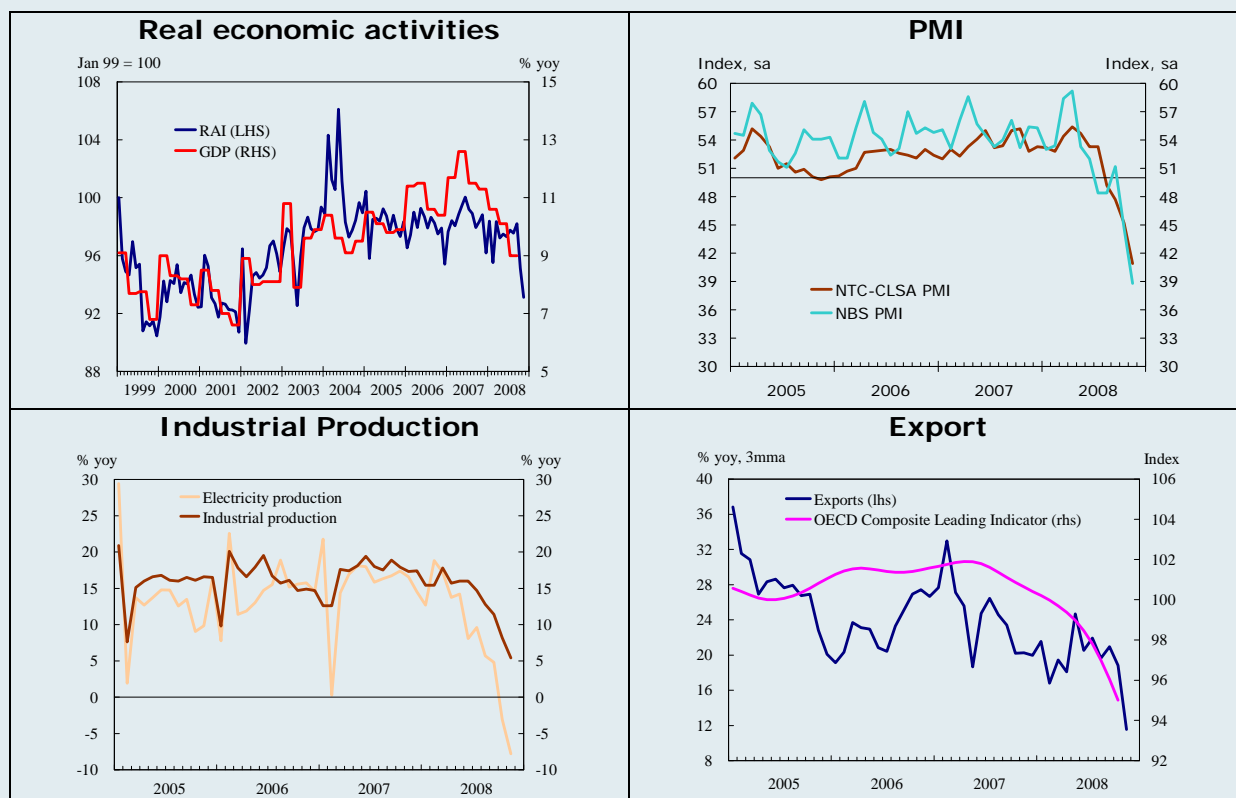 Real economic activities
Jan 99 = 100
% yoy
108
104
100
96
92
88
15
13
11
9
7
5
RAI (LHS)
GDP (RHS)
1999 2000 2001 2002 2003 2004 2005 2006 2007 2008
PMI
Index, sa
Index, sa
60
57
54
51
48
45
42
39
36
33
30
60
57
54
51
48
45
42
39
36
33
30
NTC-CLSA PMI
NBS PMI
2005 2006 2007 2008
Industrial Production
% yoy
% yoy
30
25
20
15
10
5
0
-5
-10
30
25
20
15
10
5
0
-5
-10
Electricity production
Industrial production
2005 2006 2007 2008
Export
% yoy, 3mma
Index
40
36
32
28
24
20
16
12
8
106
104
102
100
98
96
94
92
Exports (lhs)
OECD Composite Leading Indicator (rhs)
2005 2006 2007 2008